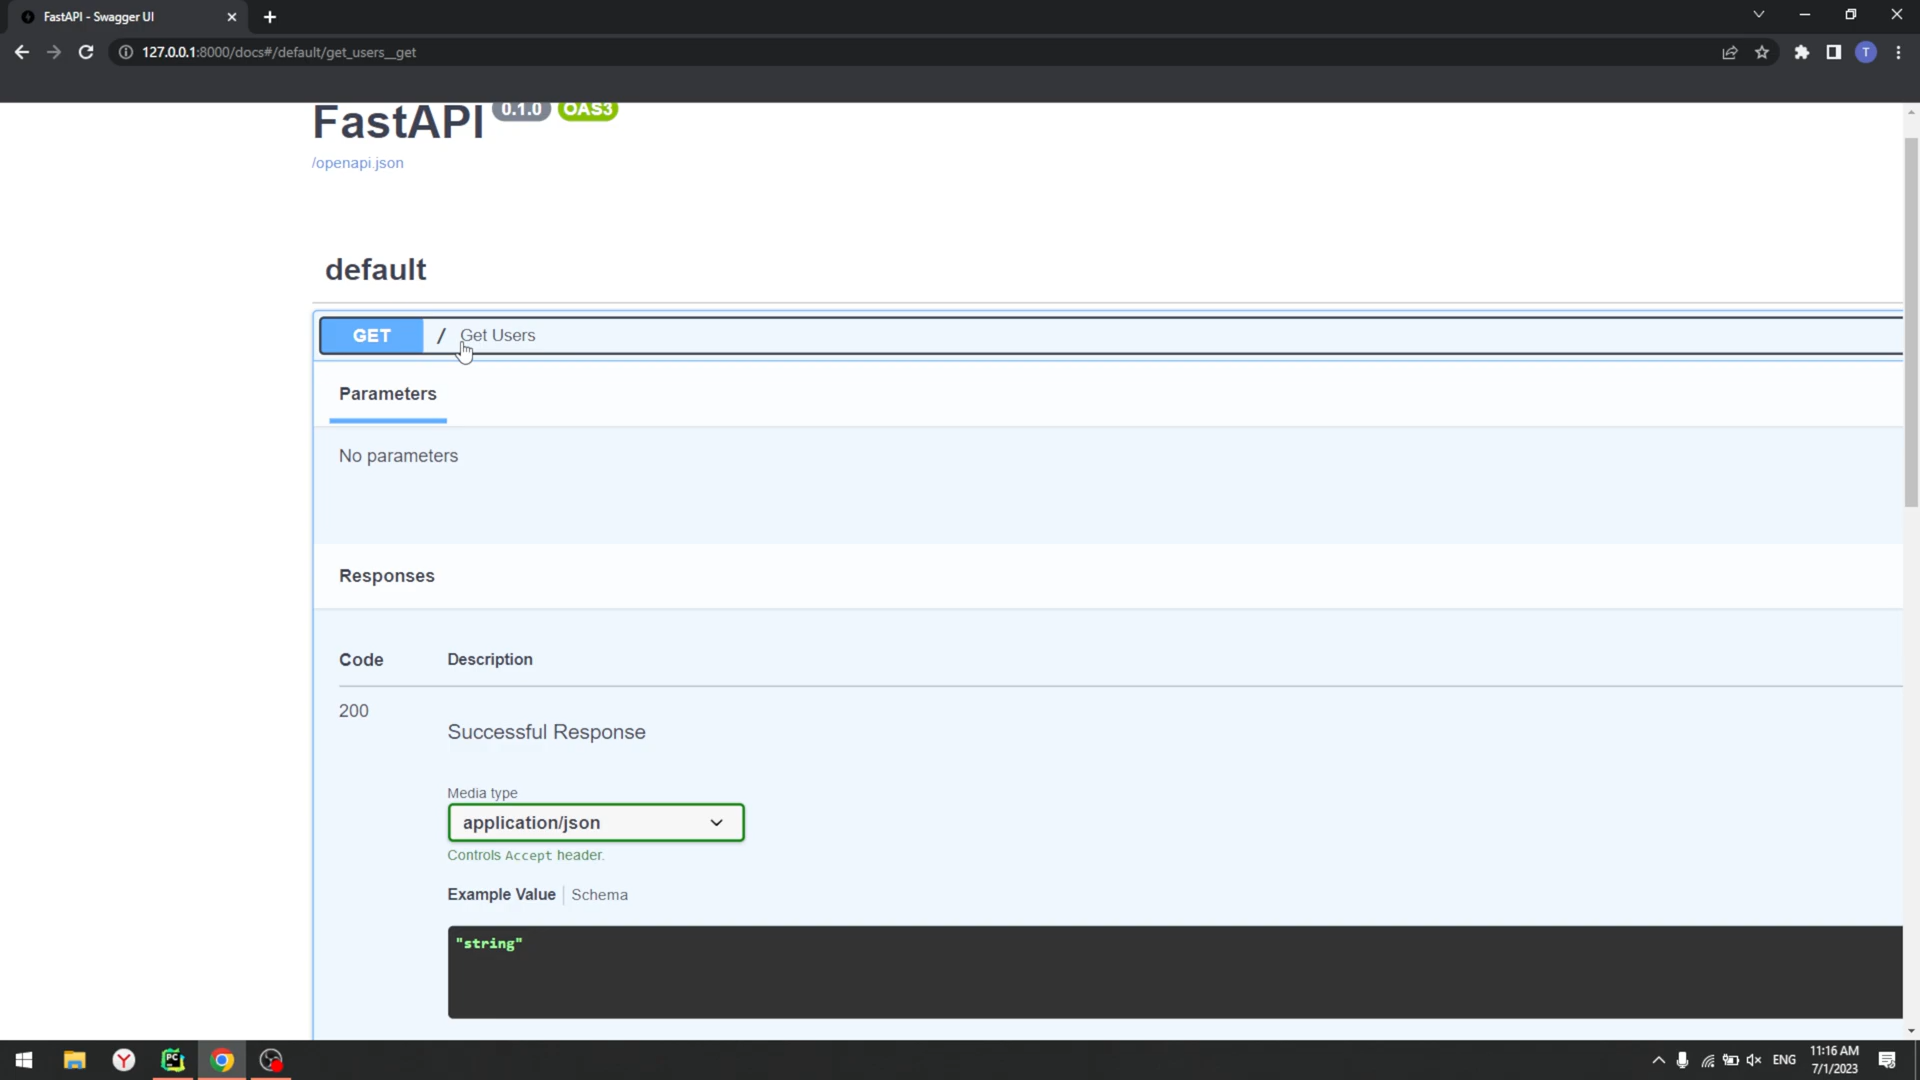 FastAPI - Swagger UI
127.0.0.1:8000/docs#/default/get_users__get
T
FastAPI 0.1.0 OAS3
/openapi.json
default
GET / Get Users
Parameters
No parameters
Responses
Code Description
200
Successful Response
Media type
application/json
Controls Accept header.
Example Value Schema
"string"
Y PC ENG 11:16 AM
7/1/2023